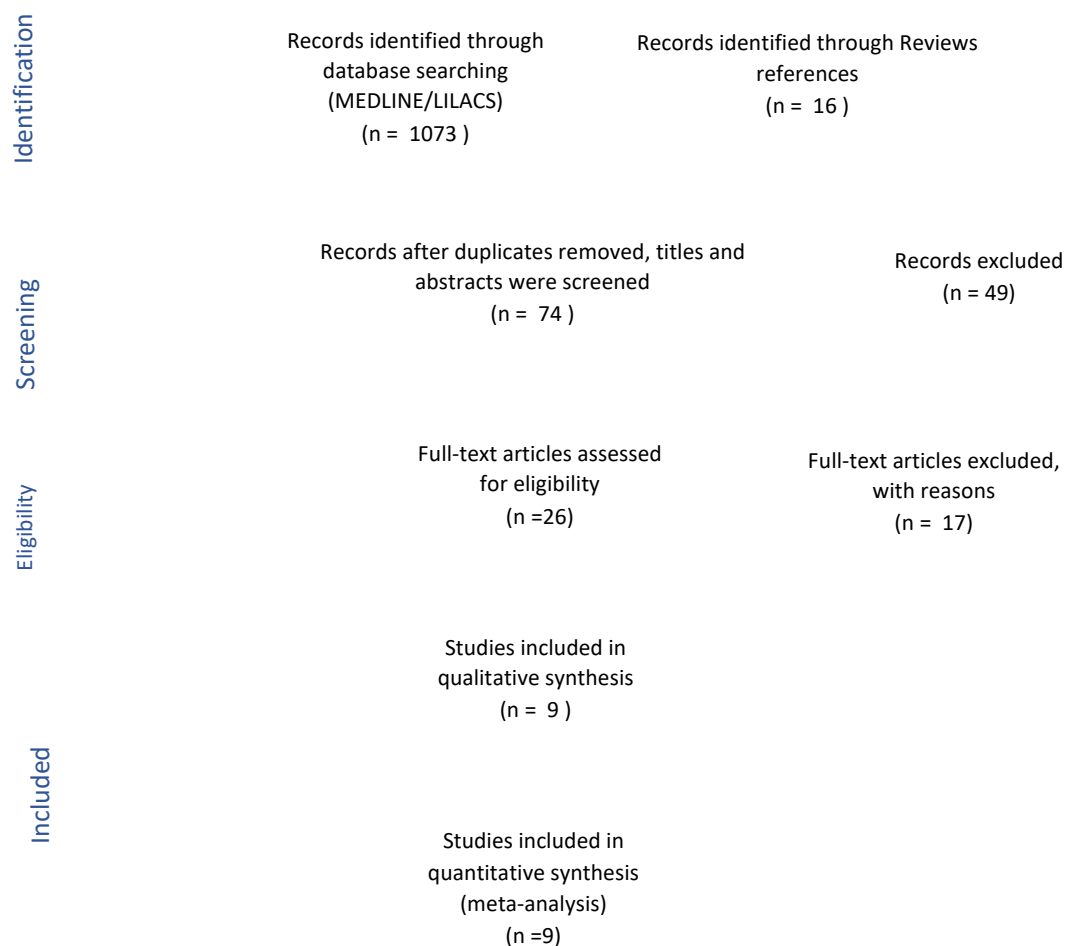 Identification
Records identified through
database searching
(MEDLINE/LILACS)
(n =  1073 )
Records identified through Reviews
references
(n =  16 )
Screening
Records after duplicates removed, titles and
abstracts were screened
(n =  74 )
Records excluded
(n = 49)
Eligibility
Full-text articles assessed
for eligibility
(n =26)
Full-text articles excluded,
with reasons
(n =  17)
Included
Studies included in
qualitative synthesis
(n =  9 )
Studies included in
quantitative synthesis
(meta-analysis)
(n =9)